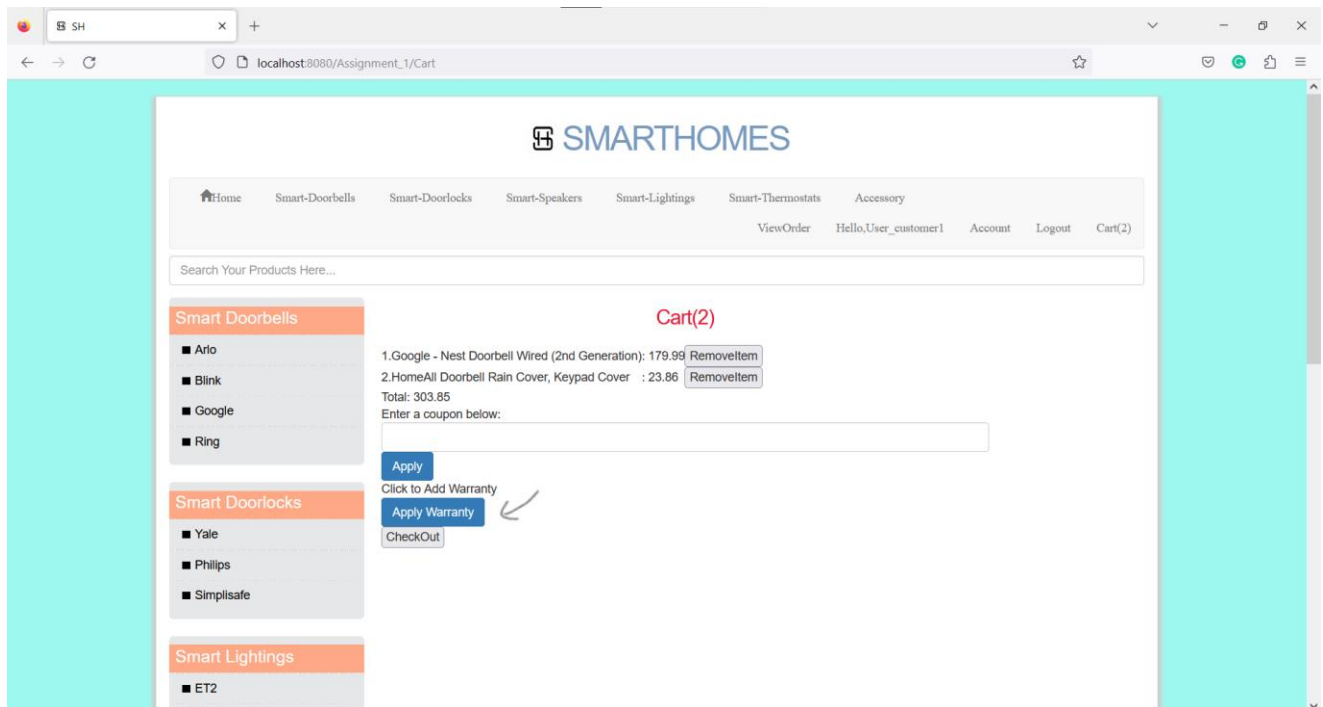 SH
localhost:8080/Assignment_1/Cart
SMARTHOMES
Home Smart-Doorbells Smart-Doorlocks Smart-Speakers Smart-Lightings Smart-Thermostats Accessory
ViewOrder Hello,User_customer1 Account Logout Cart(2)
Search Your Products Here...
Smart Doorbells
Arlo
Blink
Google
Ring
Smart Doorlocks
Yale
Philips
Simplisafe
Smart Lightings
ET2
Cart(2)
1.Google - Nest Doorbell Wired (2nd Generation): 179.99 RemoveItem
2.HomeAll Doorbell Rain Cover, Keypad Cover : 23.86 RemoveItem
Total: 303.85
Enter a coupon below:
Apply
Click to Add Warranty
Apply Warranty
CheckOut